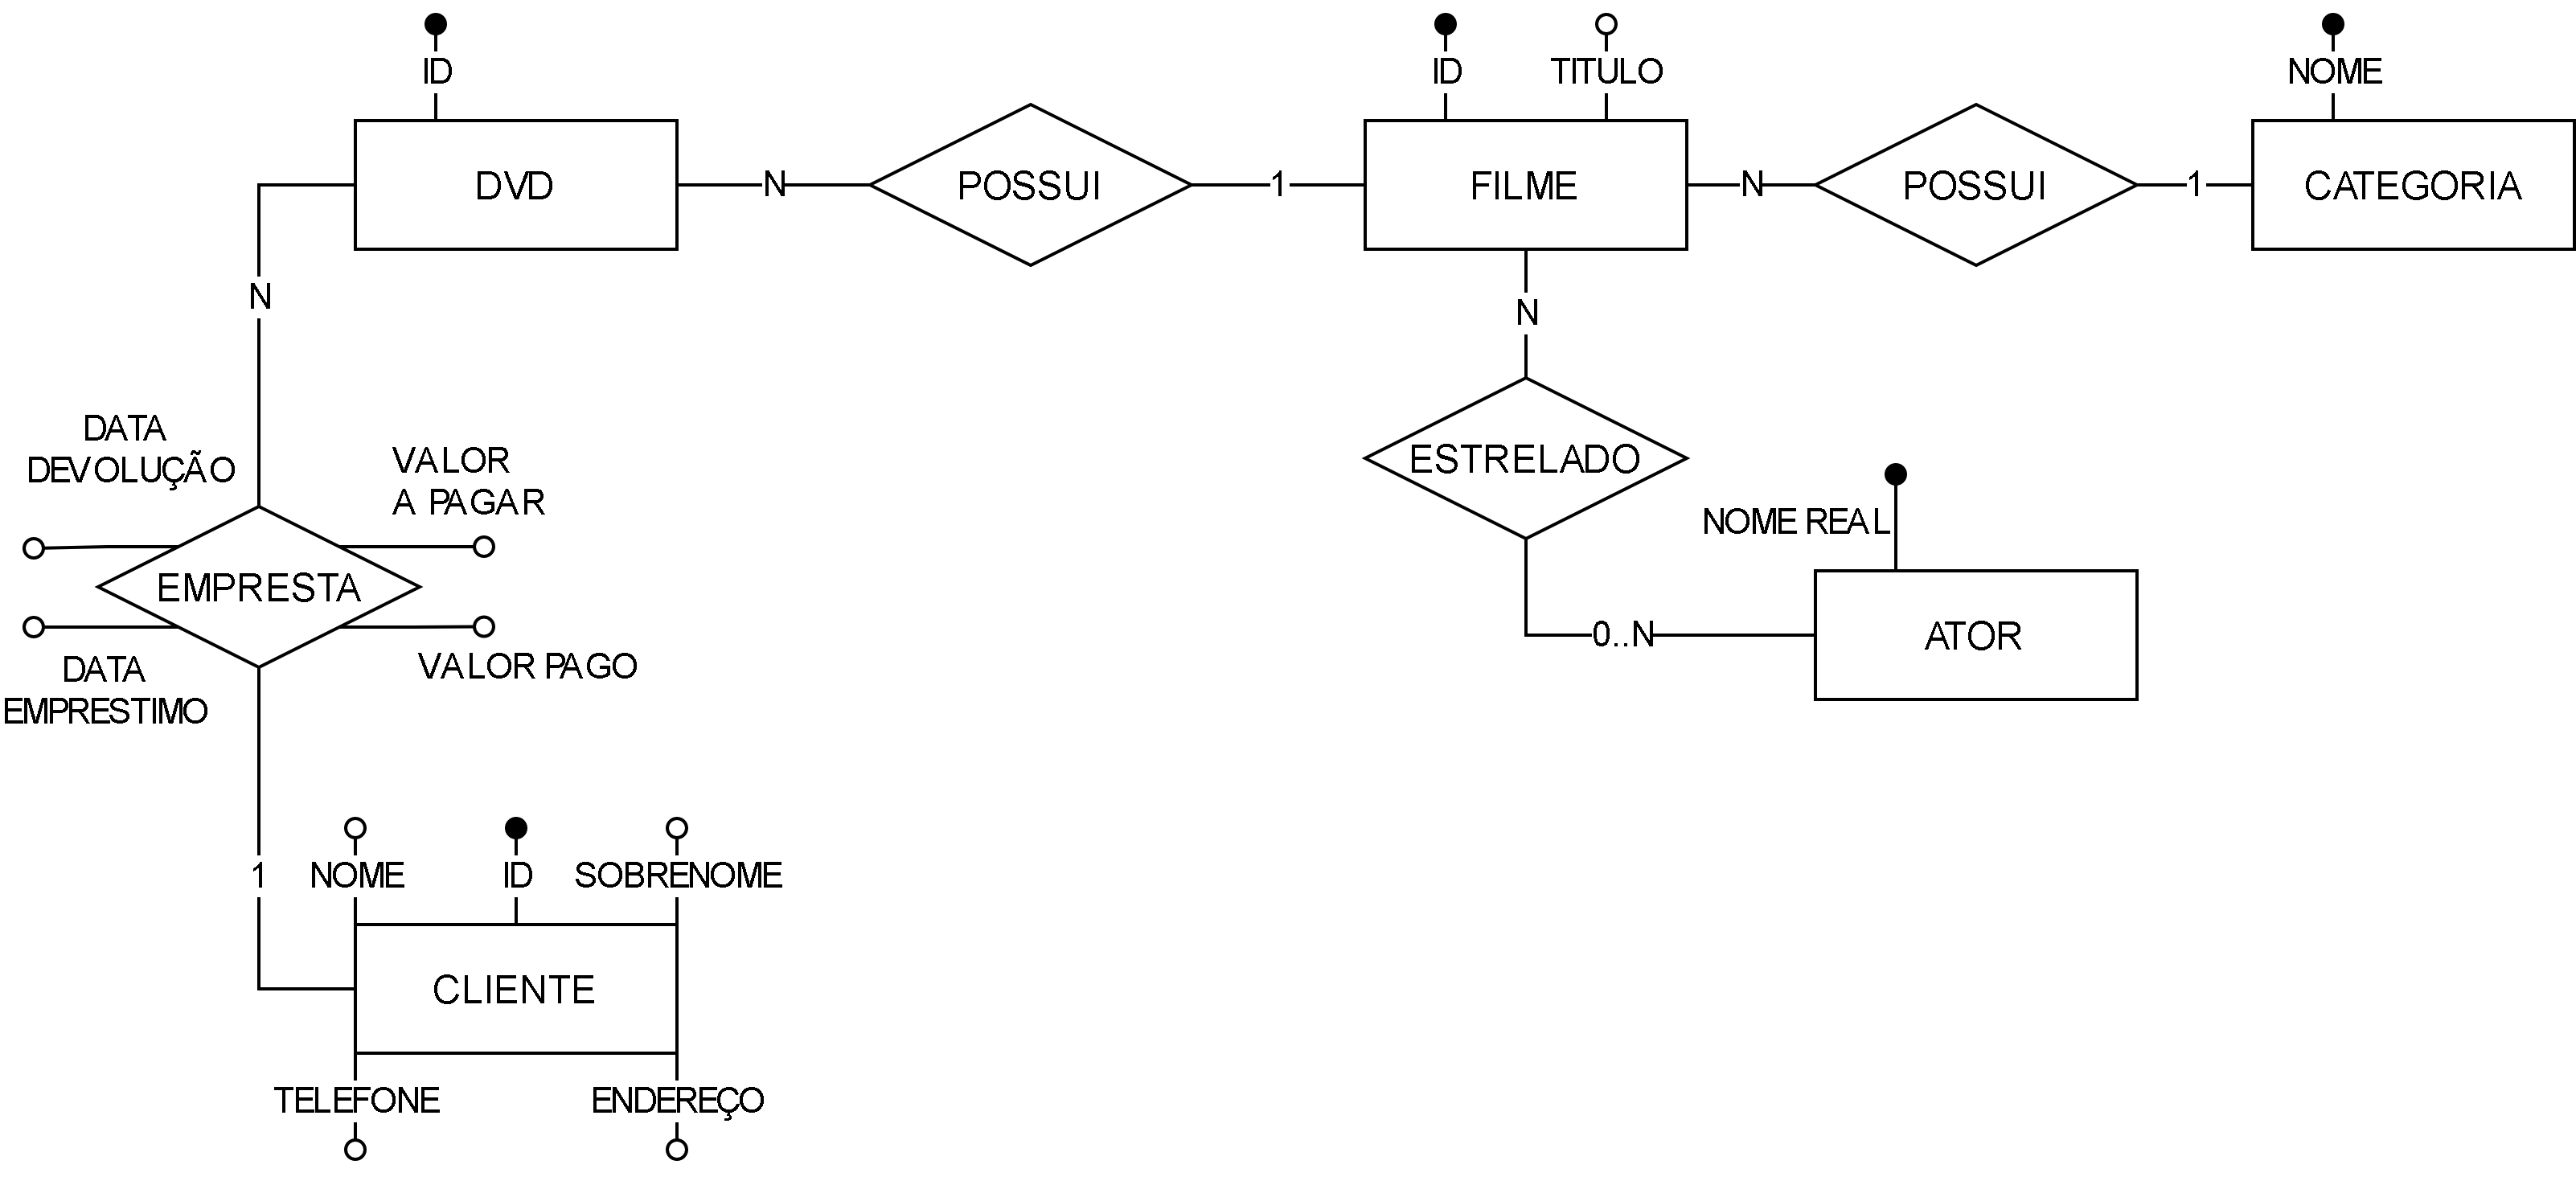 ID
ID
TITULO
NOME
DVD
N
POSSUI
1
FILME
N
POSSUI
1
CATEGORIA
N
N
DATA
DEVOLUÇÃO
VALOR
A PAGAR
ESTRELADO
NOME REAL
EMPRESTA
0..N
ATOR
DATA
EMPRESTIMO
VALOR PAGO
1
NOME
ID
SOBRENOME
CLIENTE
TELEFONE
ENDEREÇO